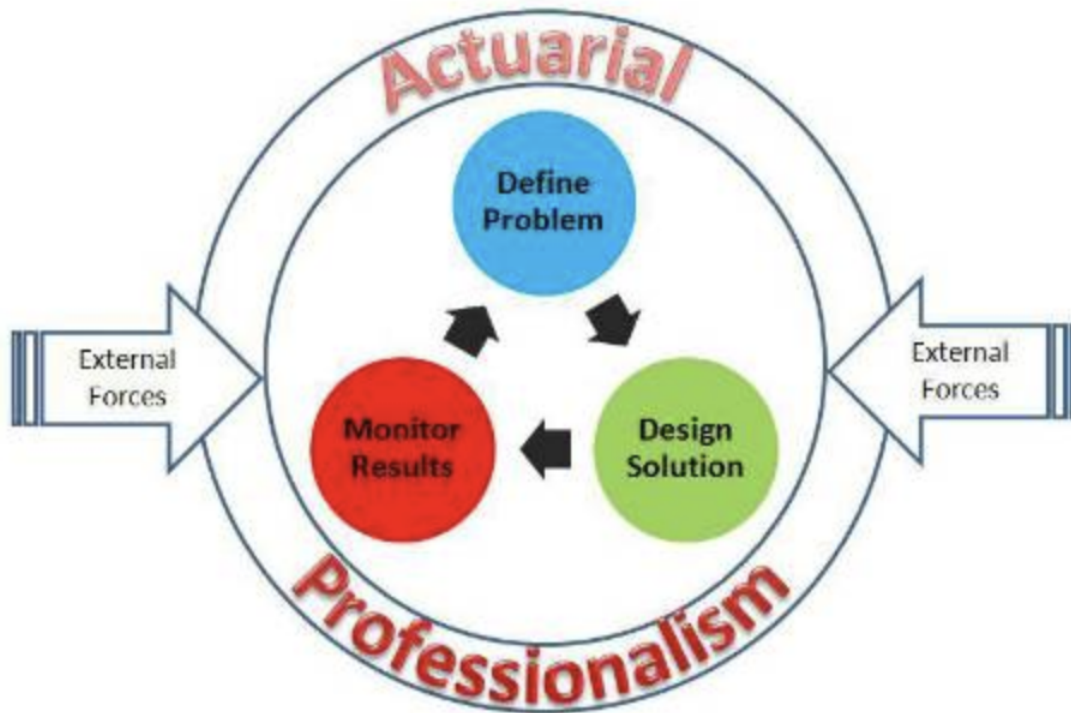 Actuarial
Define
Problem
External
Forces
External
Forces
Monitor
Results
Design
Solution
Professionalism